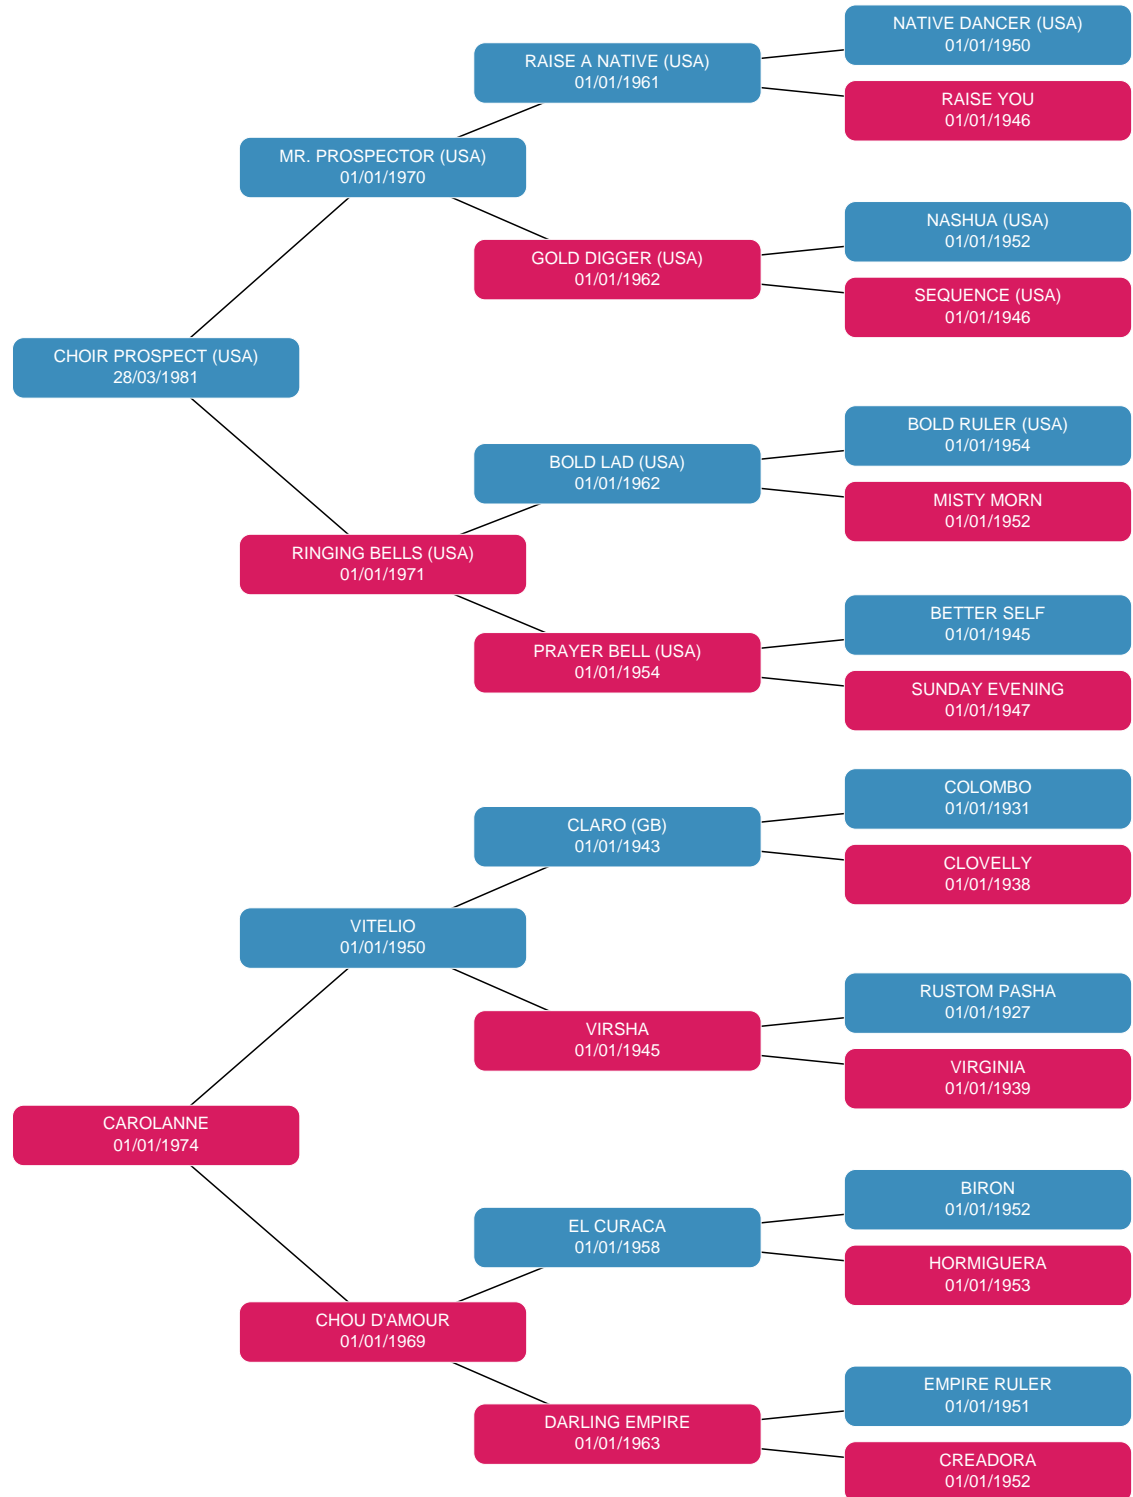 NATIVE DANCER (USA)
01/01/1950
RAISE A NATIVE (USA)
01/01/1961
RAISE YOU
01/01/1946
MR. PROSPECTOR (USA)
01/01/1970
NASHUA (USA)
01/01/1952
GOLD DIGGER (USA)
01/01/1962
SEQUENCE (USA)
01/01/1946
CHOIR PROSPECT (USA)
28/03/1981
BOLD RULER (USA)
01/01/1954
BOLD LAD (USA)
01/01/1962
MISTY MORN
01/01/1952
RINGING BELLS (USA)
01/01/1971
BETTER SELF
01/01/1945
PRAYER BELL (USA)
01/01/1954
SUNDAY EVENING
01/01/1947
COLOMBO
01/01/1931
CLARO (GB)
01/01/1943
CLOVELLY
01/01/1938
VITELIO
01/01/1950
RUSTOM PASHA
01/01/1927
VIRSHA
01/01/1945
VIRGINIA
01/01/1939
CAROLANNE
01/01/1974
BIRON
01/01/1952
EL CURACA
01/01/1958
HORMIGUERA
01/01/1953
CHOU D'AMOUR
01/01/1969
EMPIRE RULER
01/01/1951
DARLING EMPIRE
01/01/1963
CREADORA
01/01/1952